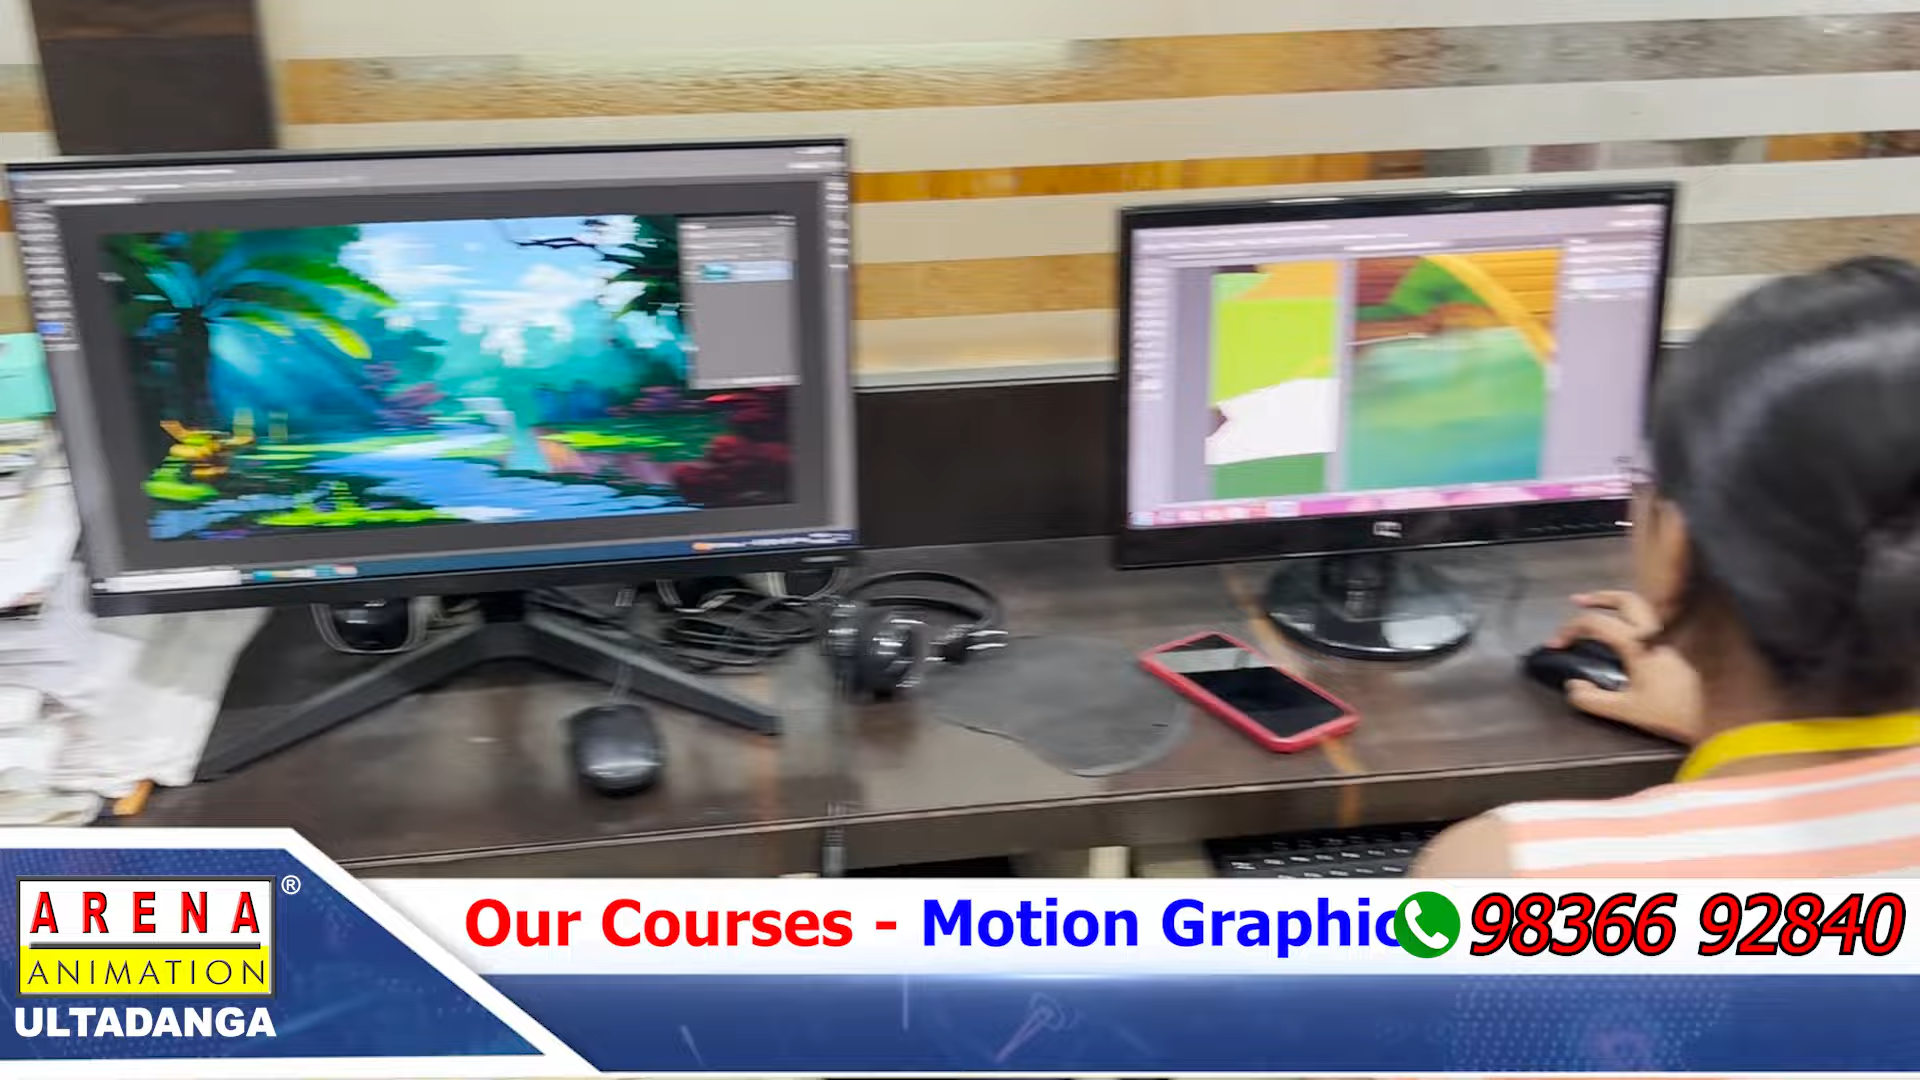 ARENA®
ANIMATION
ULTADANGA
Our Courses - Motion Graphic
98366 92840